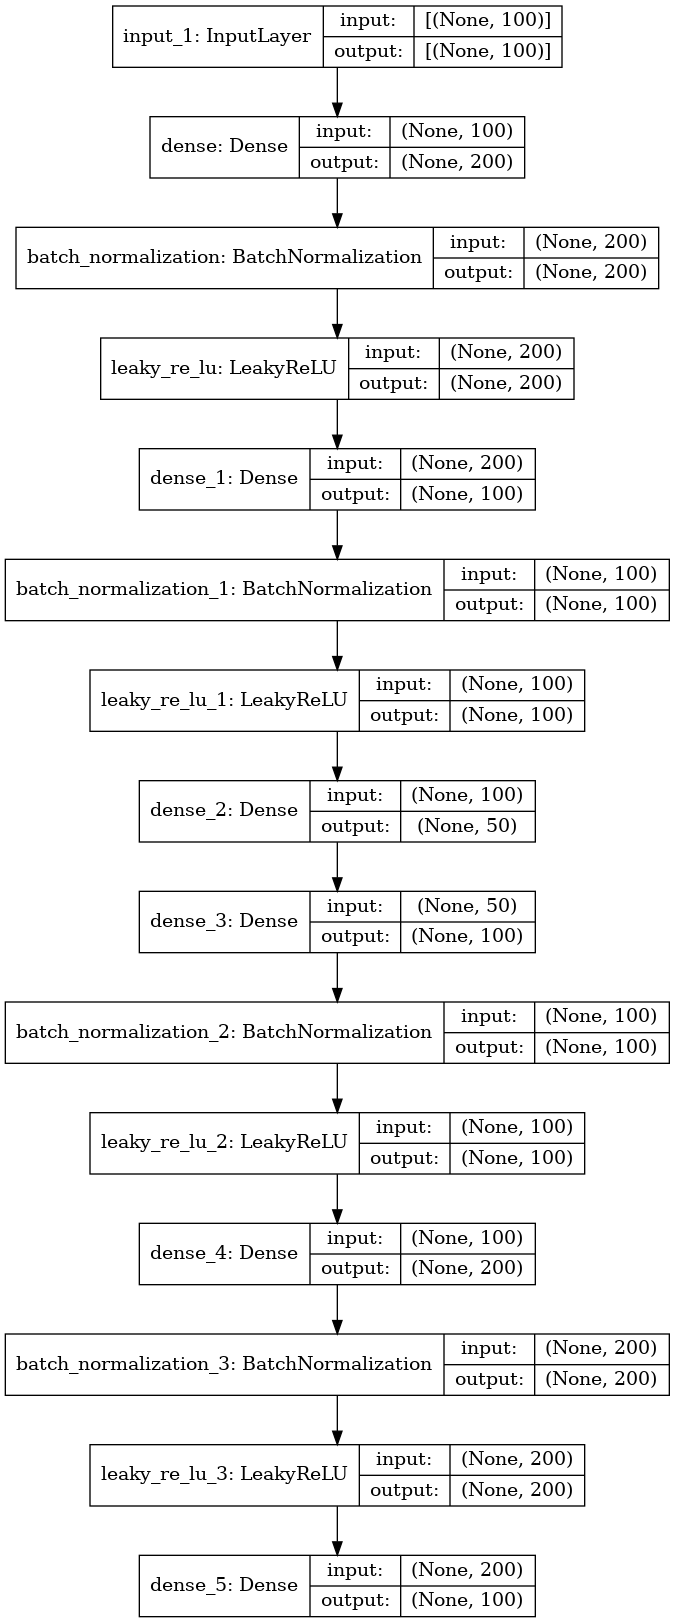 input_1: InputLayer
input: [(None, 100)]
output: [(None, 100)]
dense: Dense
input: (None, 100)
output: (None, 200)
batch_normalization: BatchNormalization
input: (None, 200)
output: (None, 200)
leaky_re_lu: LeakyReLU
input: (None, 200)
output: (None, 200)
dense_1: Dense
input: (None, 200)
output: (None, 100)
batch_normalization_1: BatchNormalization
input: (None, 100)
output: (None, 100)
leaky_re_lu_1: LeakyReLU
input: (None, 100)
output: (None, 100)
dense_2: Dense
input: (None, 100)
output: (None, 50)
dense_3: Dense
input: (None, 50)
output: (None, 100)
batch_normalization_2: BatchNormalization
input: (None, 100)
output: (None, 100)
leaky_re_lu_2: LeakyReLU
input: (None, 100)
output: (None, 100)
dense_4: Dense
input: (None, 100)
output: (None, 200)
batch_normalization_3: BatchNormalization
input: (None, 200)
output: (None, 200)
leaky_re_lu_3: LeakyReLU
input: (None, 200)
output: (None, 200)
dense_5: Dense
input: (None, 200)
output: (None, 100)